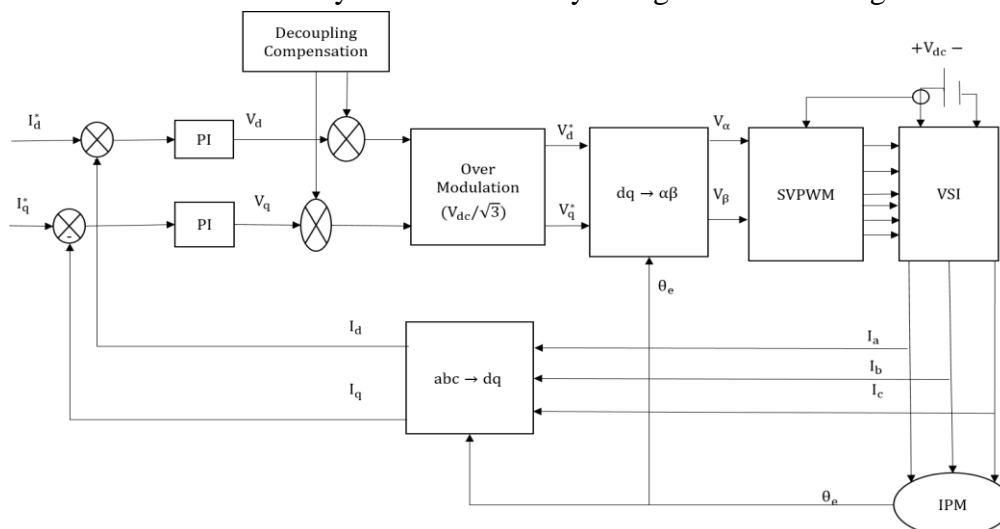 Decoupling
Compensation
+V_dc −
I_d^*
PI
V_d
I_q^*
PI
V_q
Over
Modulation
(V_dc/√3)
V_d^*
V_q^*
dq → αβ
V_α
V_β
SVPWM
VSI
θ_e
I_d
I_q
abc → dq
I_a
I_b
I_c
θ_e
IPM
-